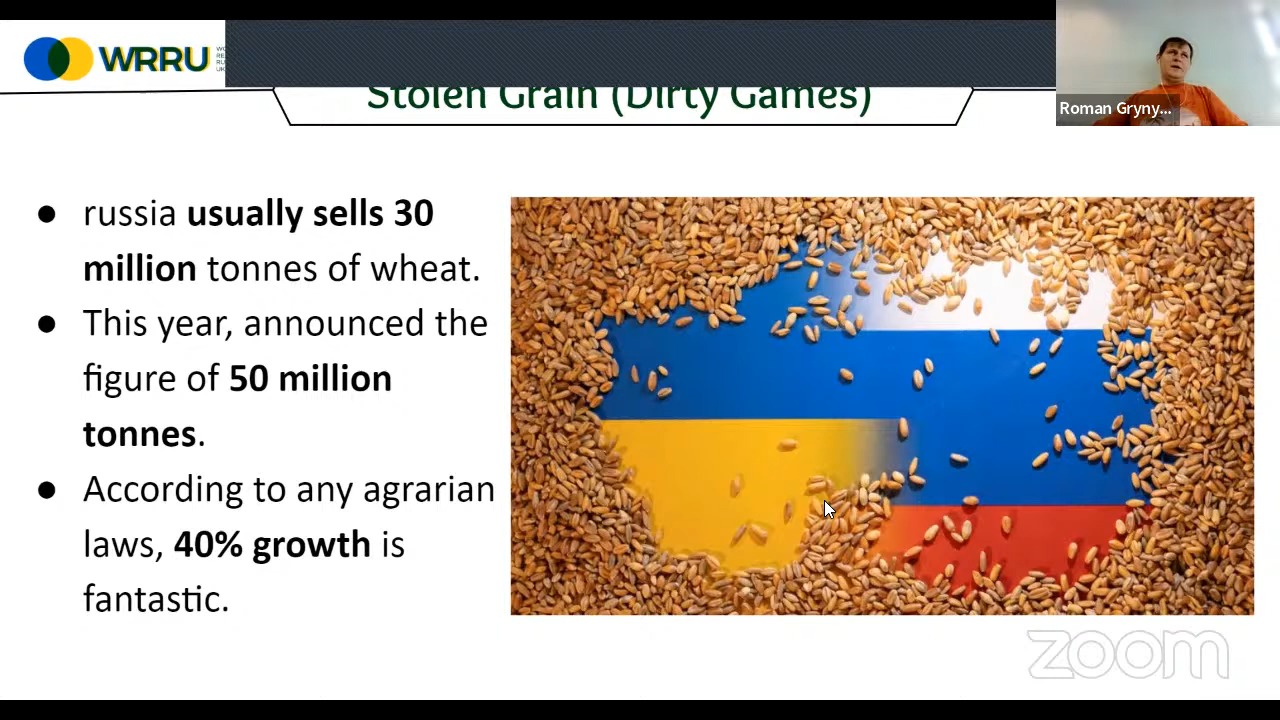 WRRU
Stolen Grain (Dirty Games)
Roman Gryny...
● russia usually sells 30
million tonnes of wheat.
● This year, announced the
figure of 50 million
tonnes.
● According to any agrarian
laws, 40% growth is
fantastic.
zoom